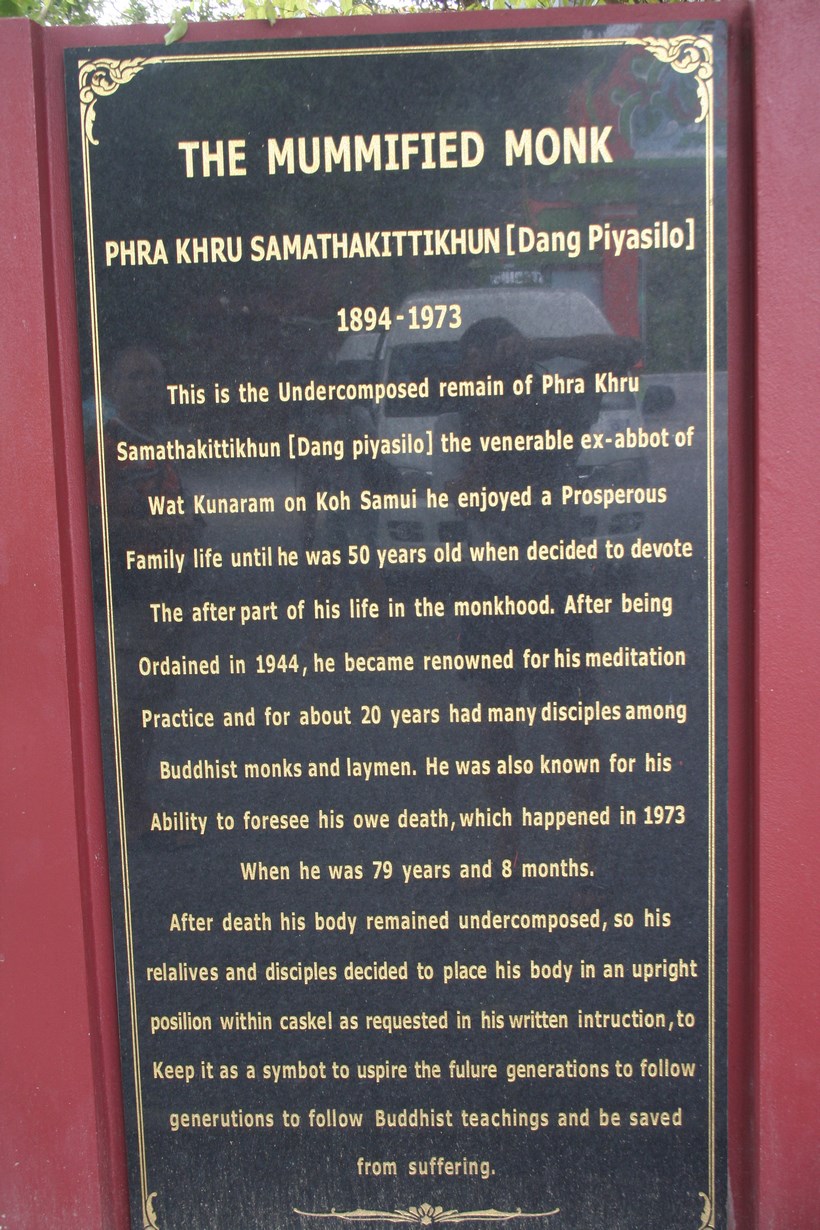 THE MUMMIFIED MONK
PHRA KHRU SAMATHAKITTIKHUN [Dang Piyasilo]
1894-1973
This is the Undercomposed remain of Phra Khru
Samathakittikhun [Dang piyasilo] the venerable ex-abbot of
Wat Kunaram on Koh Samui he enjoyed a Prosperous
Family life until he was 50 years old when decided to devote
The after part of his life in the monkhood. After being
Ordained in 1944, he became renowned for his meditation
Practice and for about 20 years had many disciples among
Buddhist monks and laymen. He was also known for his
Ability to foresee his owe death, which happened in 1973
When he was 79 years and 8 months.
After death his body remained undercomposed, so his
relalives and disciples decided to place his body in an upright
posilion within caskel as requested in his written intruction, to
Keep it as a symbot to uspire the fulure generations to follow
generutions to follow Buddhist teachings and be saved
from suffering.